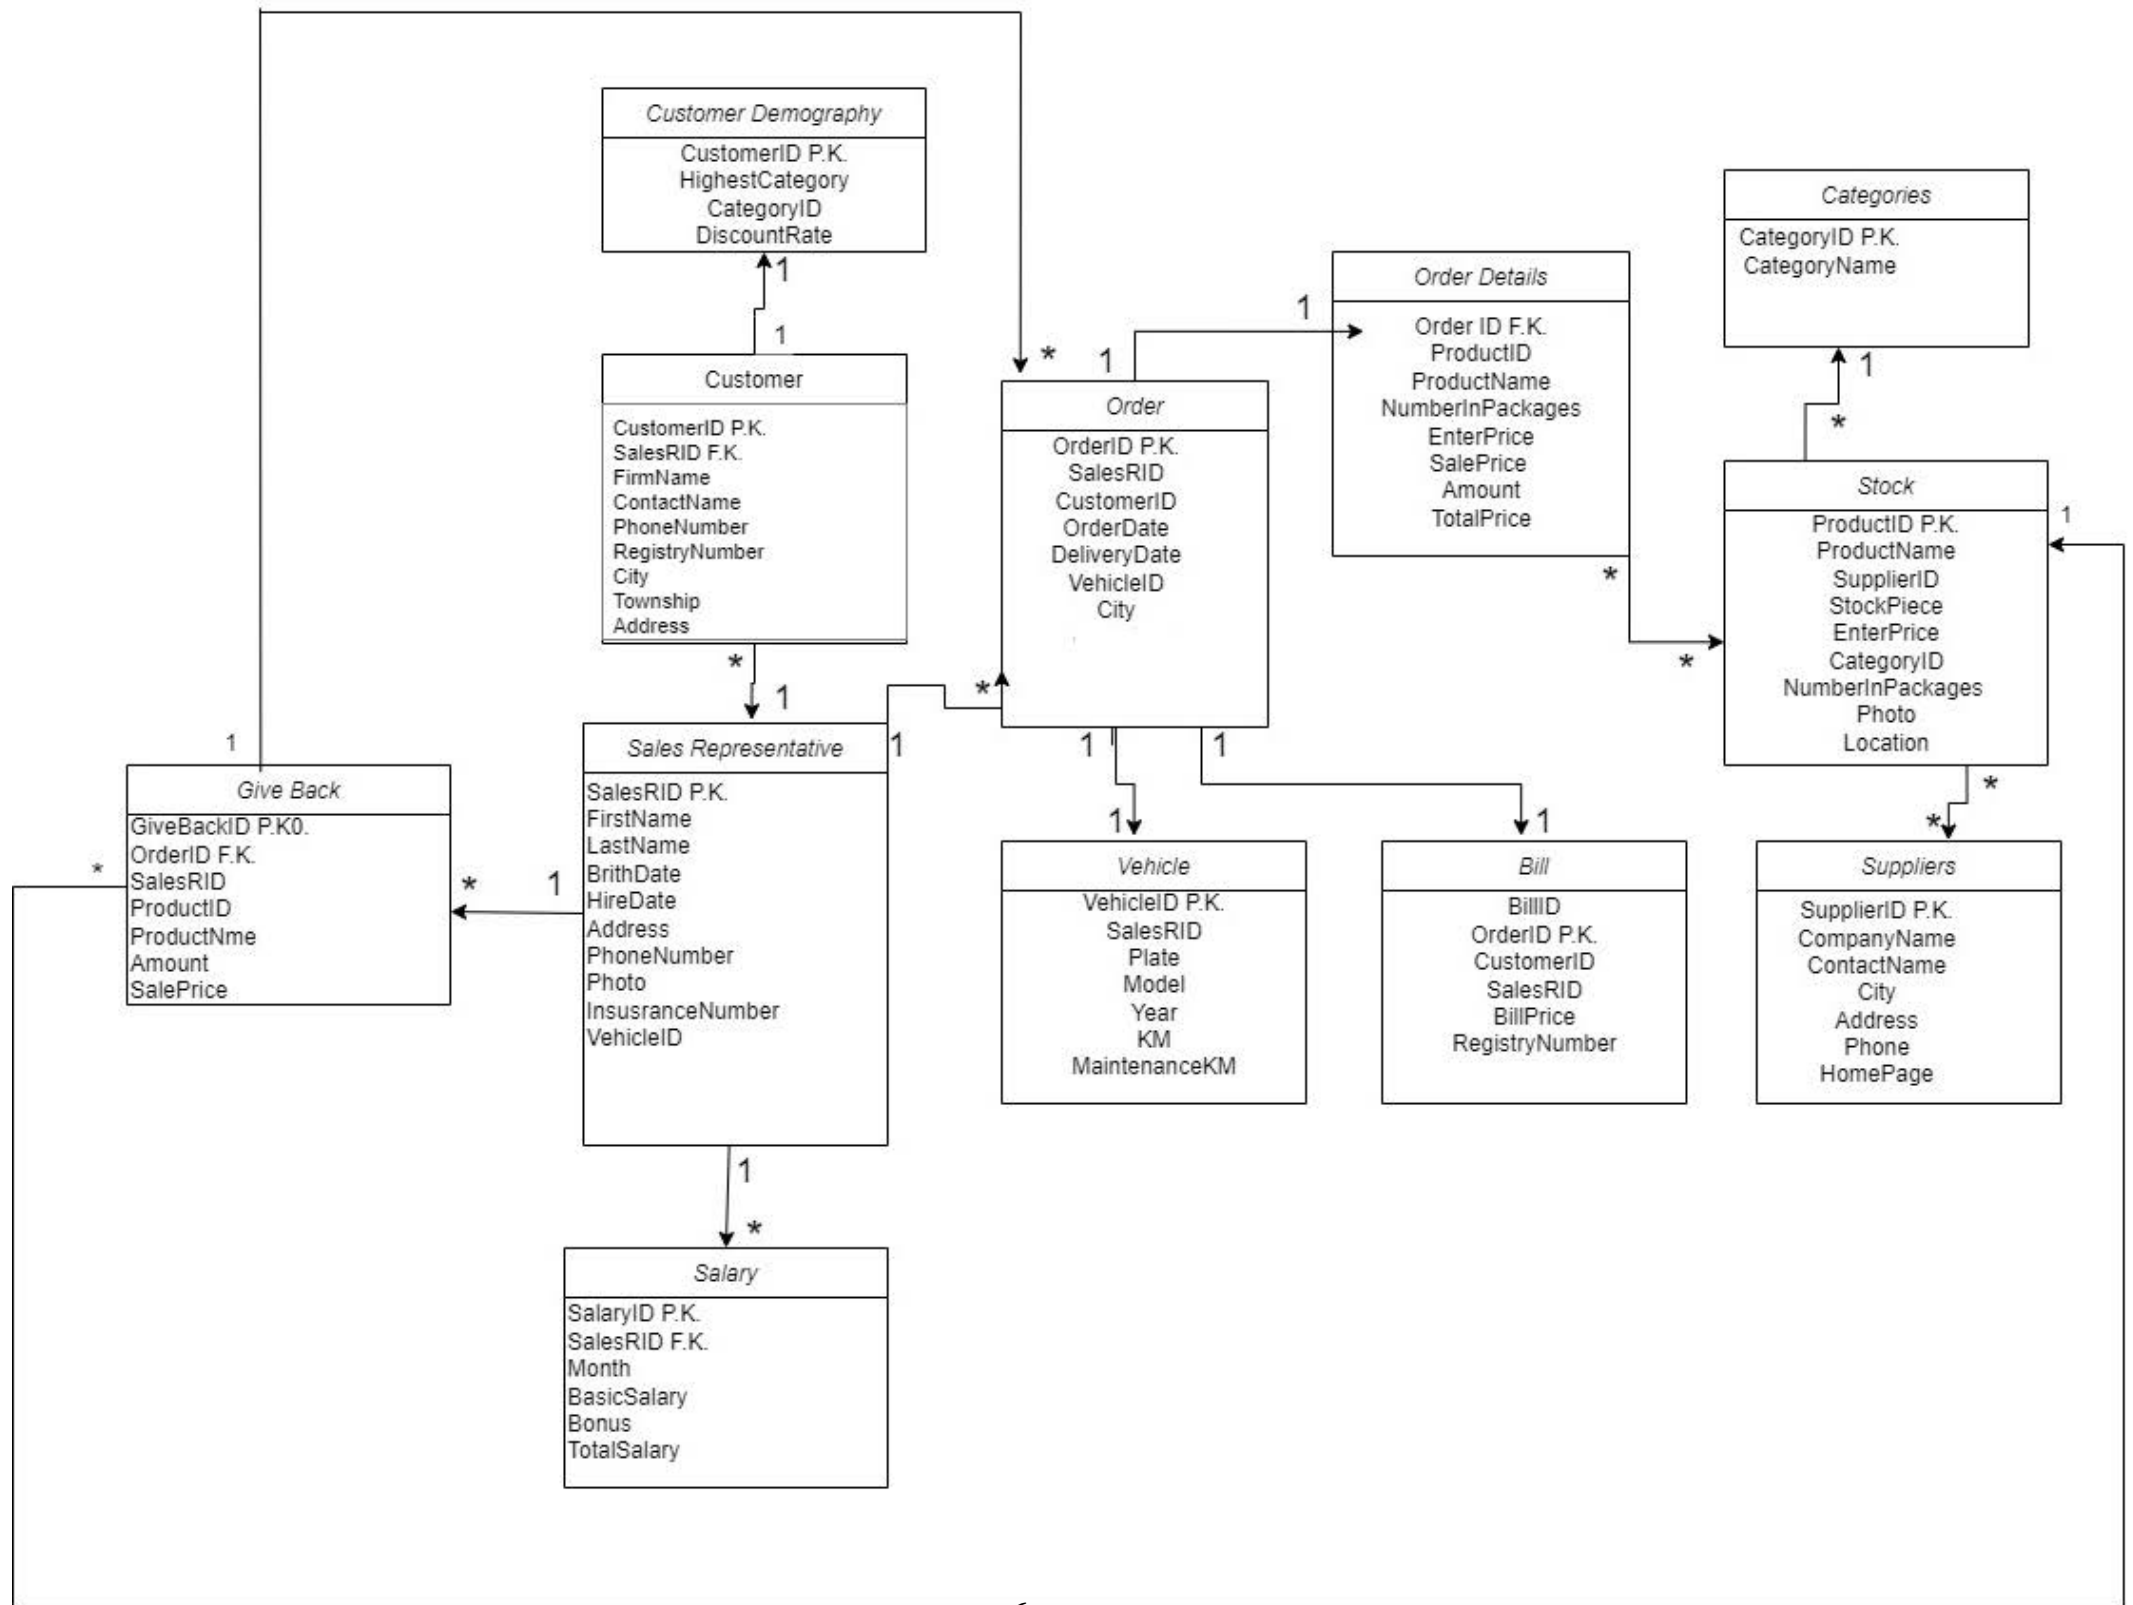 Customer Demography
CustomerID P.K.
HighestCategory
CategoryID
DiscountRate
1
1
Customer
CustomerID P.K.
SalesRID F.K.
FirmName
ContactName
PhoneNumber
RegistryNumber
City
Township
Address
*
1
Categories
CategoryID P.K.
CategoryName
1
*
Order Details
Order ID F.K.
ProductID
ProductName
NumberInPackages
EnterPrice
SalePrice
Amount
TotalPrice
1
*
*
* 1
Order
OrderID P.K.
SalesRID
CustomerID
OrderDate
DeliveryDate
VehicleID
City
*
1
1
Stock
ProductID P.K.
ProductName
SupplierID
StockPiece
EnterPrice
CategoryID
NumberInPackages
Photo
Location
1
*
*
1
Give Back
GiveBackID P.K0.
OrderID F.K.
SalesRID
ProductID
ProductNme
Amount
SalePrice
*
* 1
Sales Representative
1
SalesRID P.K.
FirstName
LastName
BrithDate
HireDate
Address
PhoneNumber
Photo
InsusranceNumber
VehicleID
1
*
1
Vehicle
VehicleID P.K.
SalesRID
Plate
Model
Year
KM
MaintenanceKM
1
Bill
BillID
OrderID P.K.
CustomerID
SalesRID
BillPrice
RegistryNumber
Suppliers
SupplierID P.K.
CompanyName
ContactName
City
Address
Phone
HomePage
Salary
SalaryID P.K.
SalesRID F.K.
Month
BasicSalary
Bonus
TotalSalary